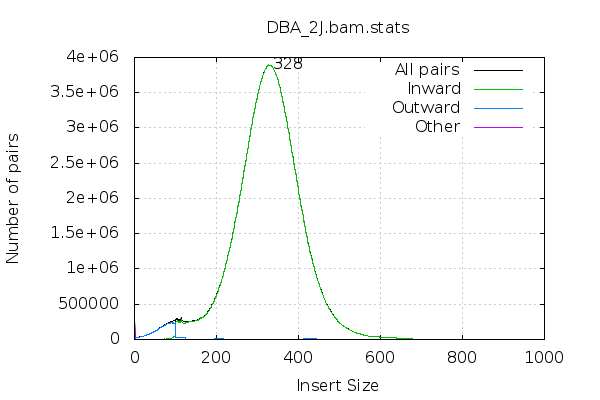 DBA_2J.bam.stats
4e+06
3.5e+06
3e+06
2.5e+06
2e+06
1.5e+06
1e+06
500000
0
328
All pairs
Inward
Outward
Other
Number of pairs
0 200 400 600 800 1000
Insert Size